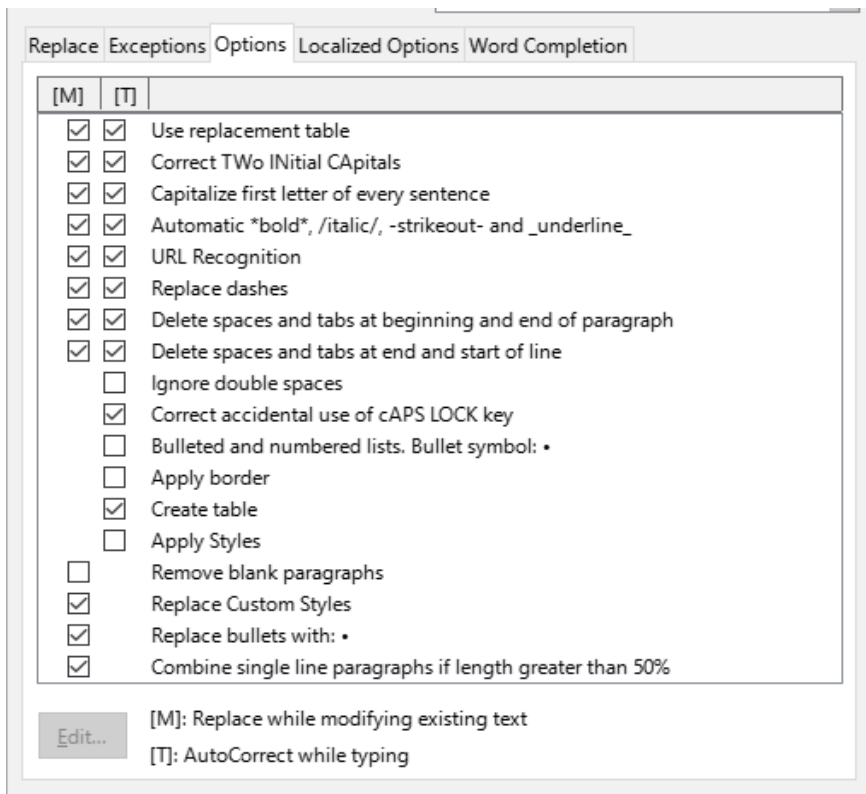 Replace Exceptions Options Localized Options Word Completion
[M] [T]
Use replacement table
Correct TWo INitial CApitals
Capitalize first letter of every sentence
Automatic *bold*, /italic/, -strikeout- and _underline_
URL Recognition
Replace dashes
Delete spaces and tabs at beginning and end of paragraph
Delete spaces and tabs at end and start of line
Ignore double spaces
Correct accidental use of cAPS LOCK key
Bulleted and numbered lists. Bullet symbol: •
Apply border
Create table
Apply Styles
Remove blank paragraphs
Replace Custom Styles
Replace bullets with: •
Combine single line paragraphs if length greater than 50%
Edit... [M]: Replace while modifying existing text
[T]: AutoCorrect while typing